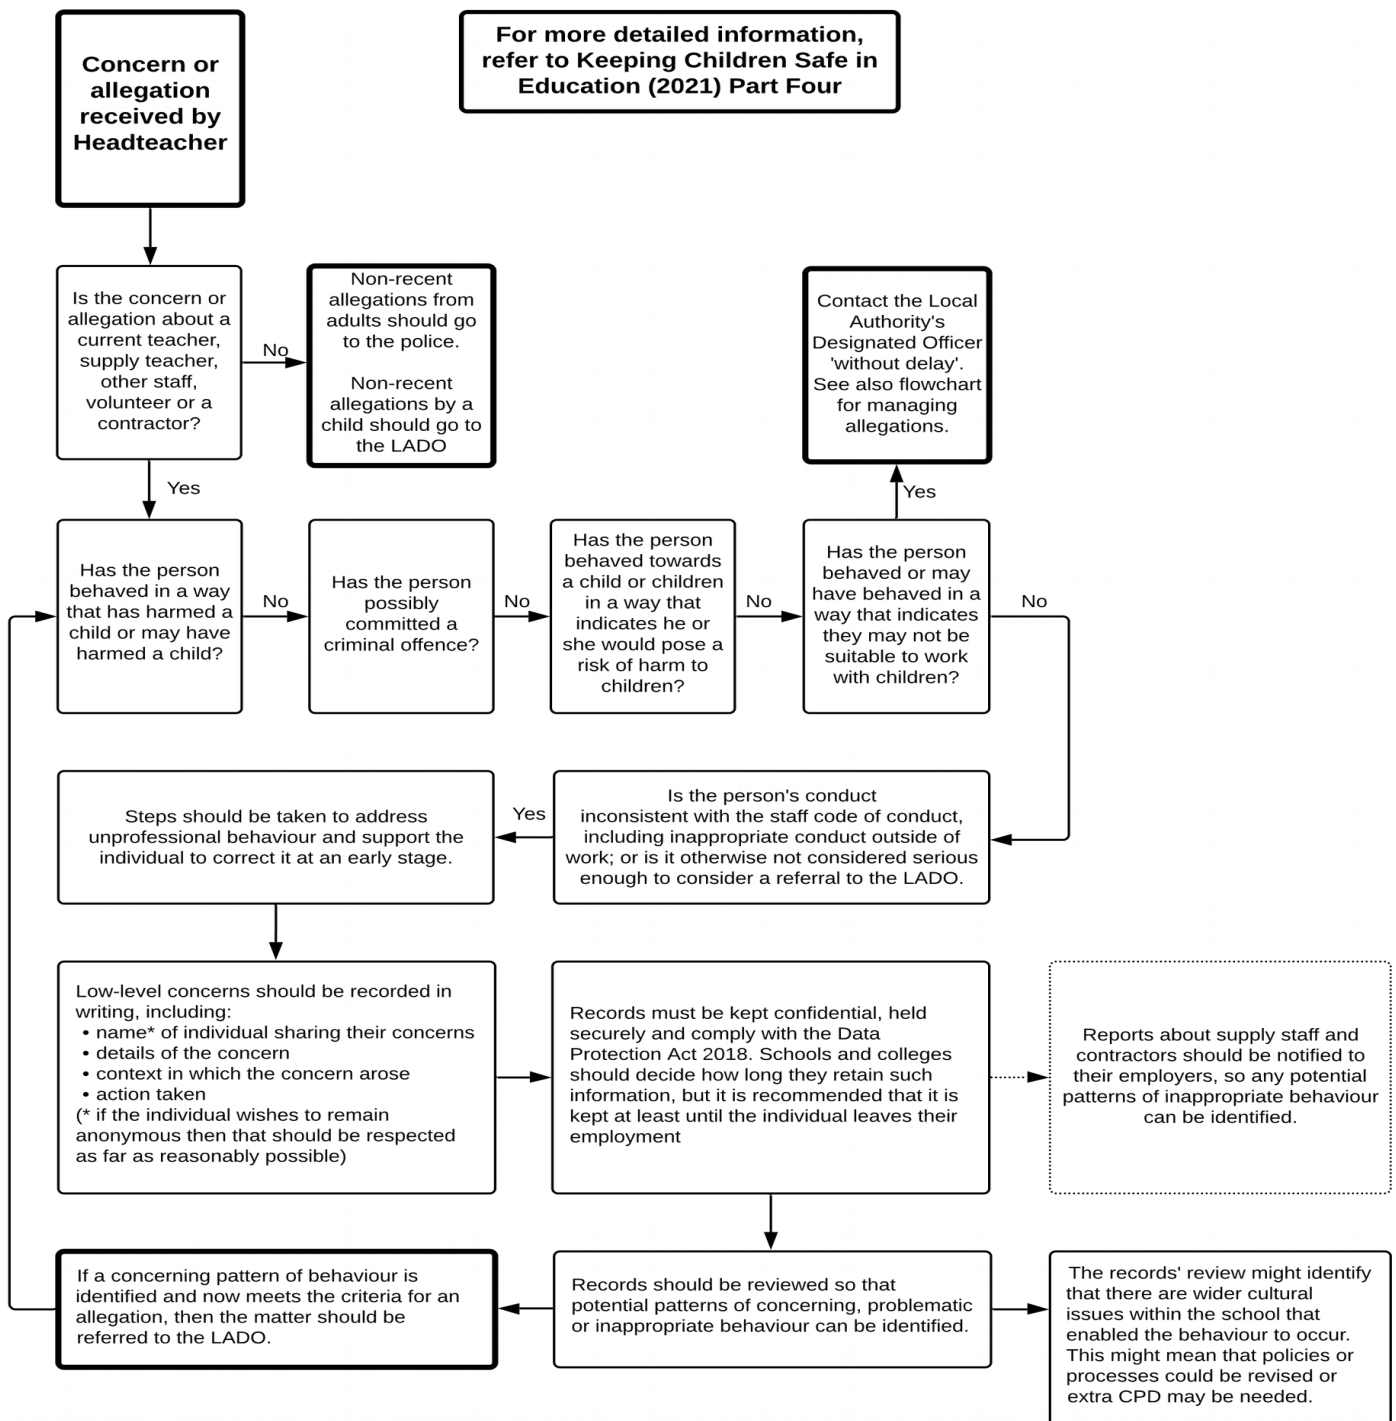 Concern or
allegation
received by
Headteacher
For more detailed information,
refer to Keeping Children Safe in
Education (2021) Part Four
Is the concern or
allegation about a
current teacher,
supply teacher,
other staff,
volunteer or a
contractor?
No
Non-recent
allegations from
adults should go
to the police.
Non-recent
allegations by a
child should go to
the LADO
Contact the Local
Authority's
Designated Officer
'without delay'.
See also flowchart
for managing
allegations.
Yes
Yes
Has the person
behaved in a way
that has harmed a
child or may have
harmed a child?
No
Has the person
possibly
committed a
criminal offence?
No
Has the person
behaved towards
a child or children
in a way that
indicates he or
she would pose a
risk of harm to
children?
No
Has the person
behaved or may
have behaved in a
way that indicates
they may not be
suitable to work
with children?
No
Is the person's conduct
inconsistent with the staff code of conduct,
including inappropriate conduct outside of
work; or is it otherwise not considered serious
enough to consider a referral to the LADO.
Yes
Steps should be taken to address
unprofessional behaviour and support the
individual to correct it at an early stage.
Low-level concerns should be recorded in
writing, including:
• name* of individual sharing their concerns
• details of the concern
• context in which the concern arose
• action taken
(* if the individual wishes to remain
anonymous then that should be respected
as far as reasonably possible)
Records must be kept confidential, held
securely and comply with the Data
Protection Act 2018. Schools and colleges
should decide how long they retain such
information, but it is recommended that it is
kept at least until the individual leaves their
employment
Reports about supply staff and
contractors should be notified to
their employers, so any potential
patterns of inappropriate behaviour
can be identified.
If a concerning pattern of behaviour is
identified and now meets the criteria for an
allegation, then the matter should be
referred to the LADO.
Records should be reviewed so that
potential patterns of concerning, problematic
or inappropriate behaviour can be identified.
The records' review might identify
that there are wider cultural
issues within the school that
enabled the behaviour to occur.
This might mean that policies or
processes could be revised or
extra CPD may be needed.